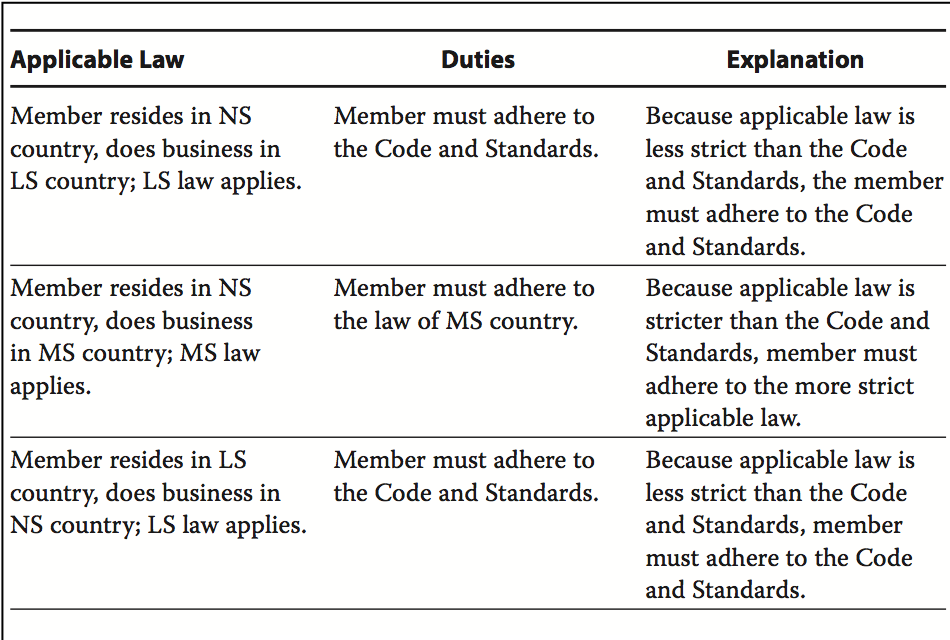 Applicable Law Duties Explanation
Member resides in NS
country, does business in
LS country; LS law applies.
Member must adhere to
the Code and Standards.
Because applicable law is
less strict than the Code
and Standards, the member
must adhere to the Code
and Standards.
Member resides in NS
country, does business
in MS country; MS law
applies.
Member must adhere to
the law of MS country.
Because applicable law is
stricter than the Code and
Standards, member must
adhere to the more strict
applicable law.
Member resides in LS
country, does business in
NS country; LS law applies.
Member must adhere to
the Code and Standards.
Because applicable law is
less strict than the Code
and Standards, member
must adhere to the Code
and Standards.